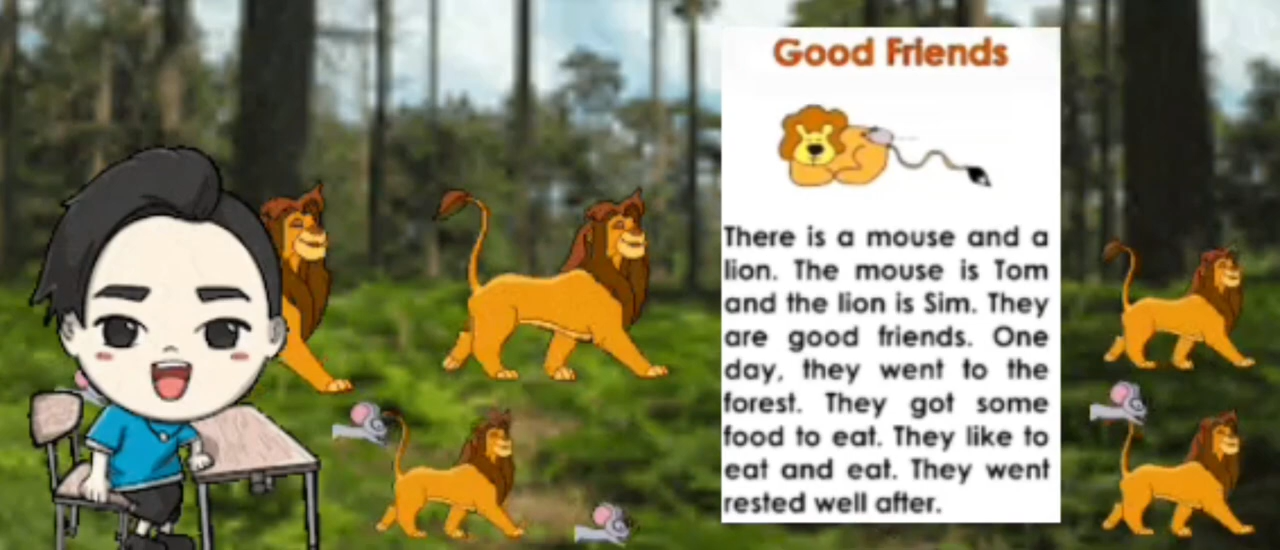 Good Friends
There is a mouse and a
lion. The mouse is Tom
and the lion is Sim. They
are good friends. One
day, they went to the
forest. They got some
food to eat. They like to
eat and eat. They went
rested well after.